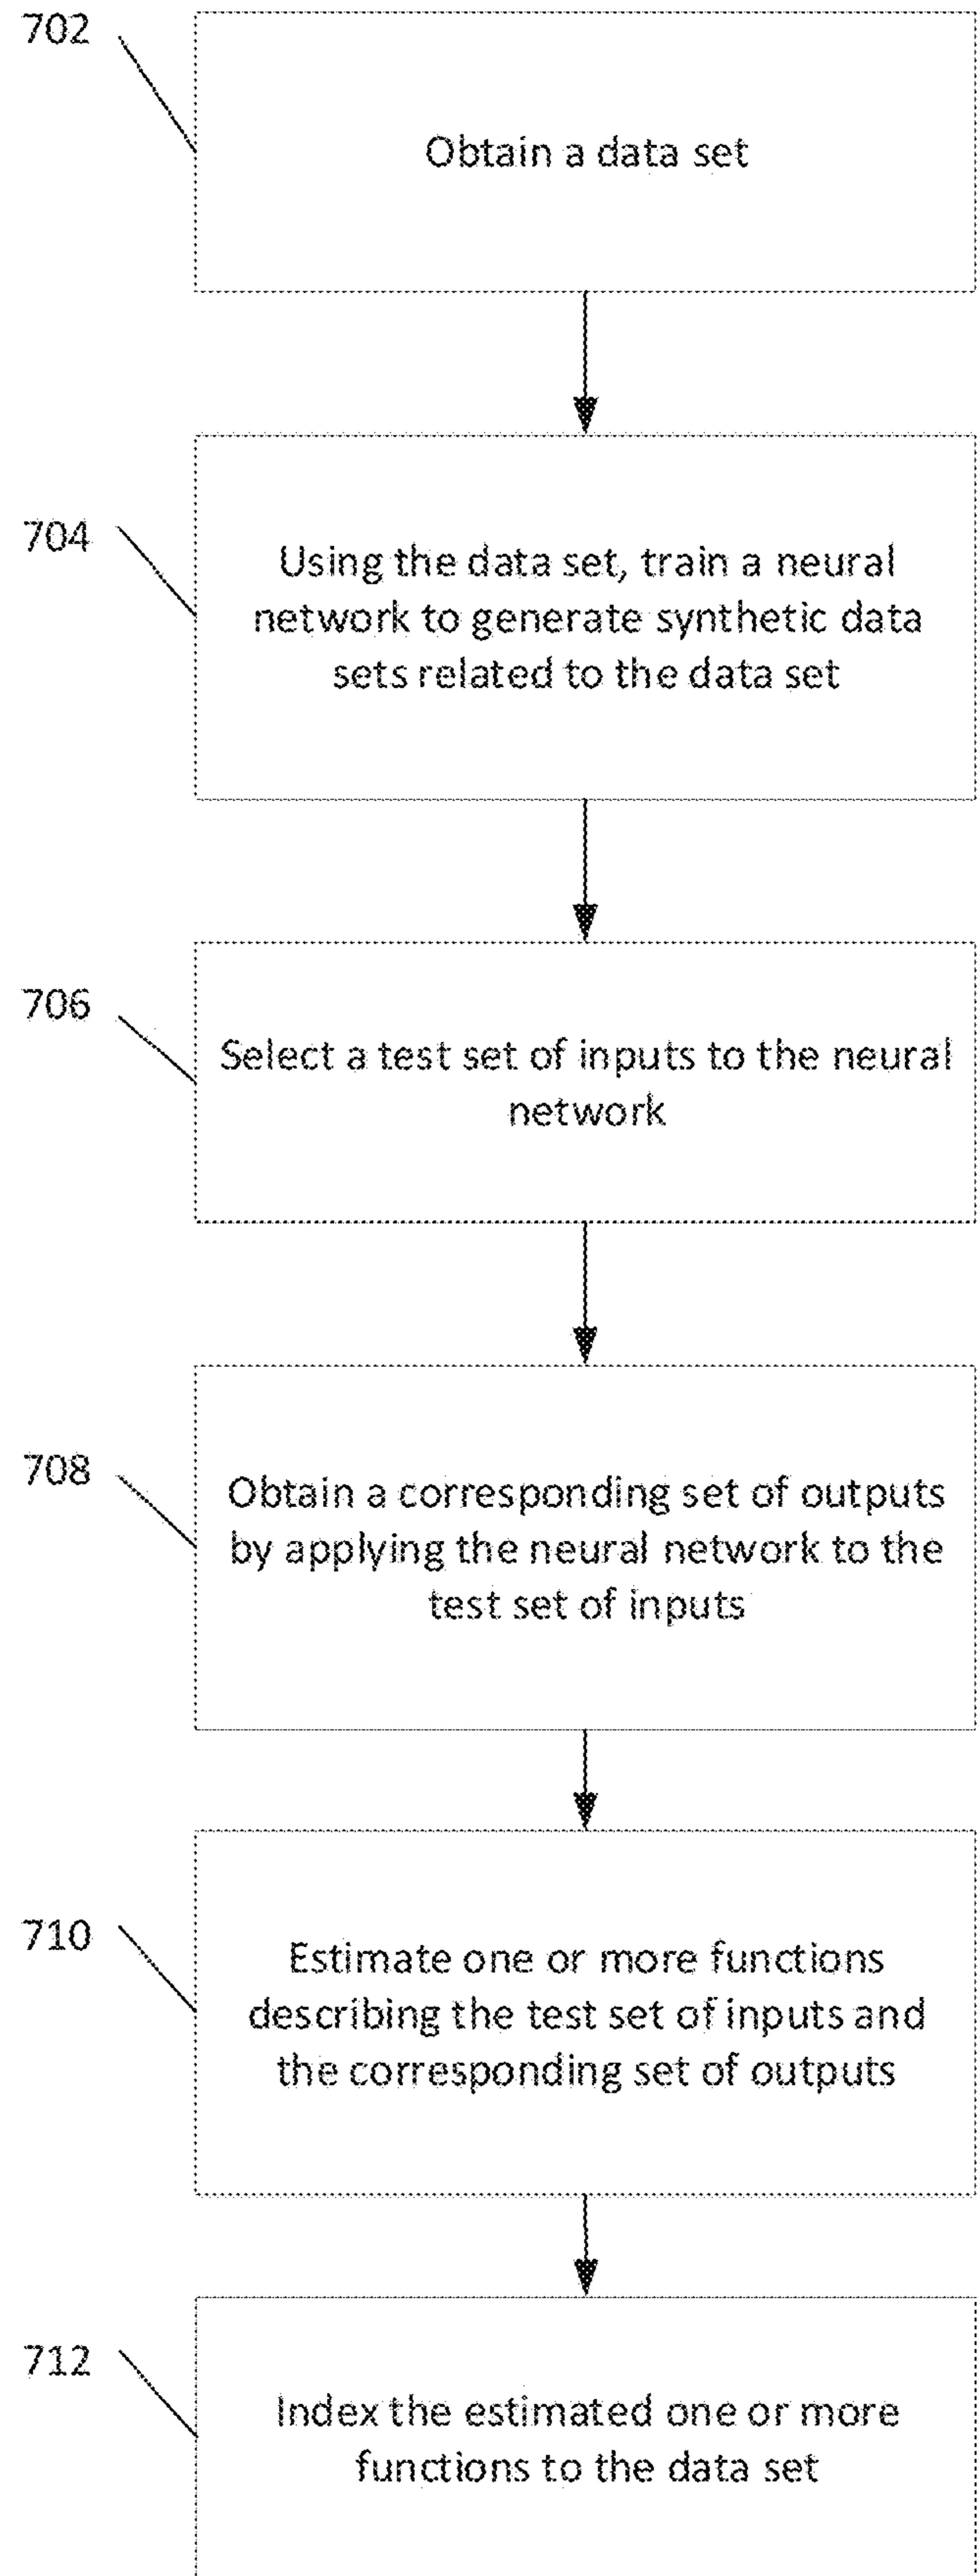 702
Obtain a data set
704
Using the data set, train a neural
network to generate synthetic data
sets related to the data set
706
Select a test set of inputs to the neural
network
708
Obtain a corresponding set of outputs
by applying the neural network to the
test set of inputs
710
Estimate one or more functions
describing the test set of inputs and
the corresponding set of outputs
712
Index the estimated one or more
functions to the data set